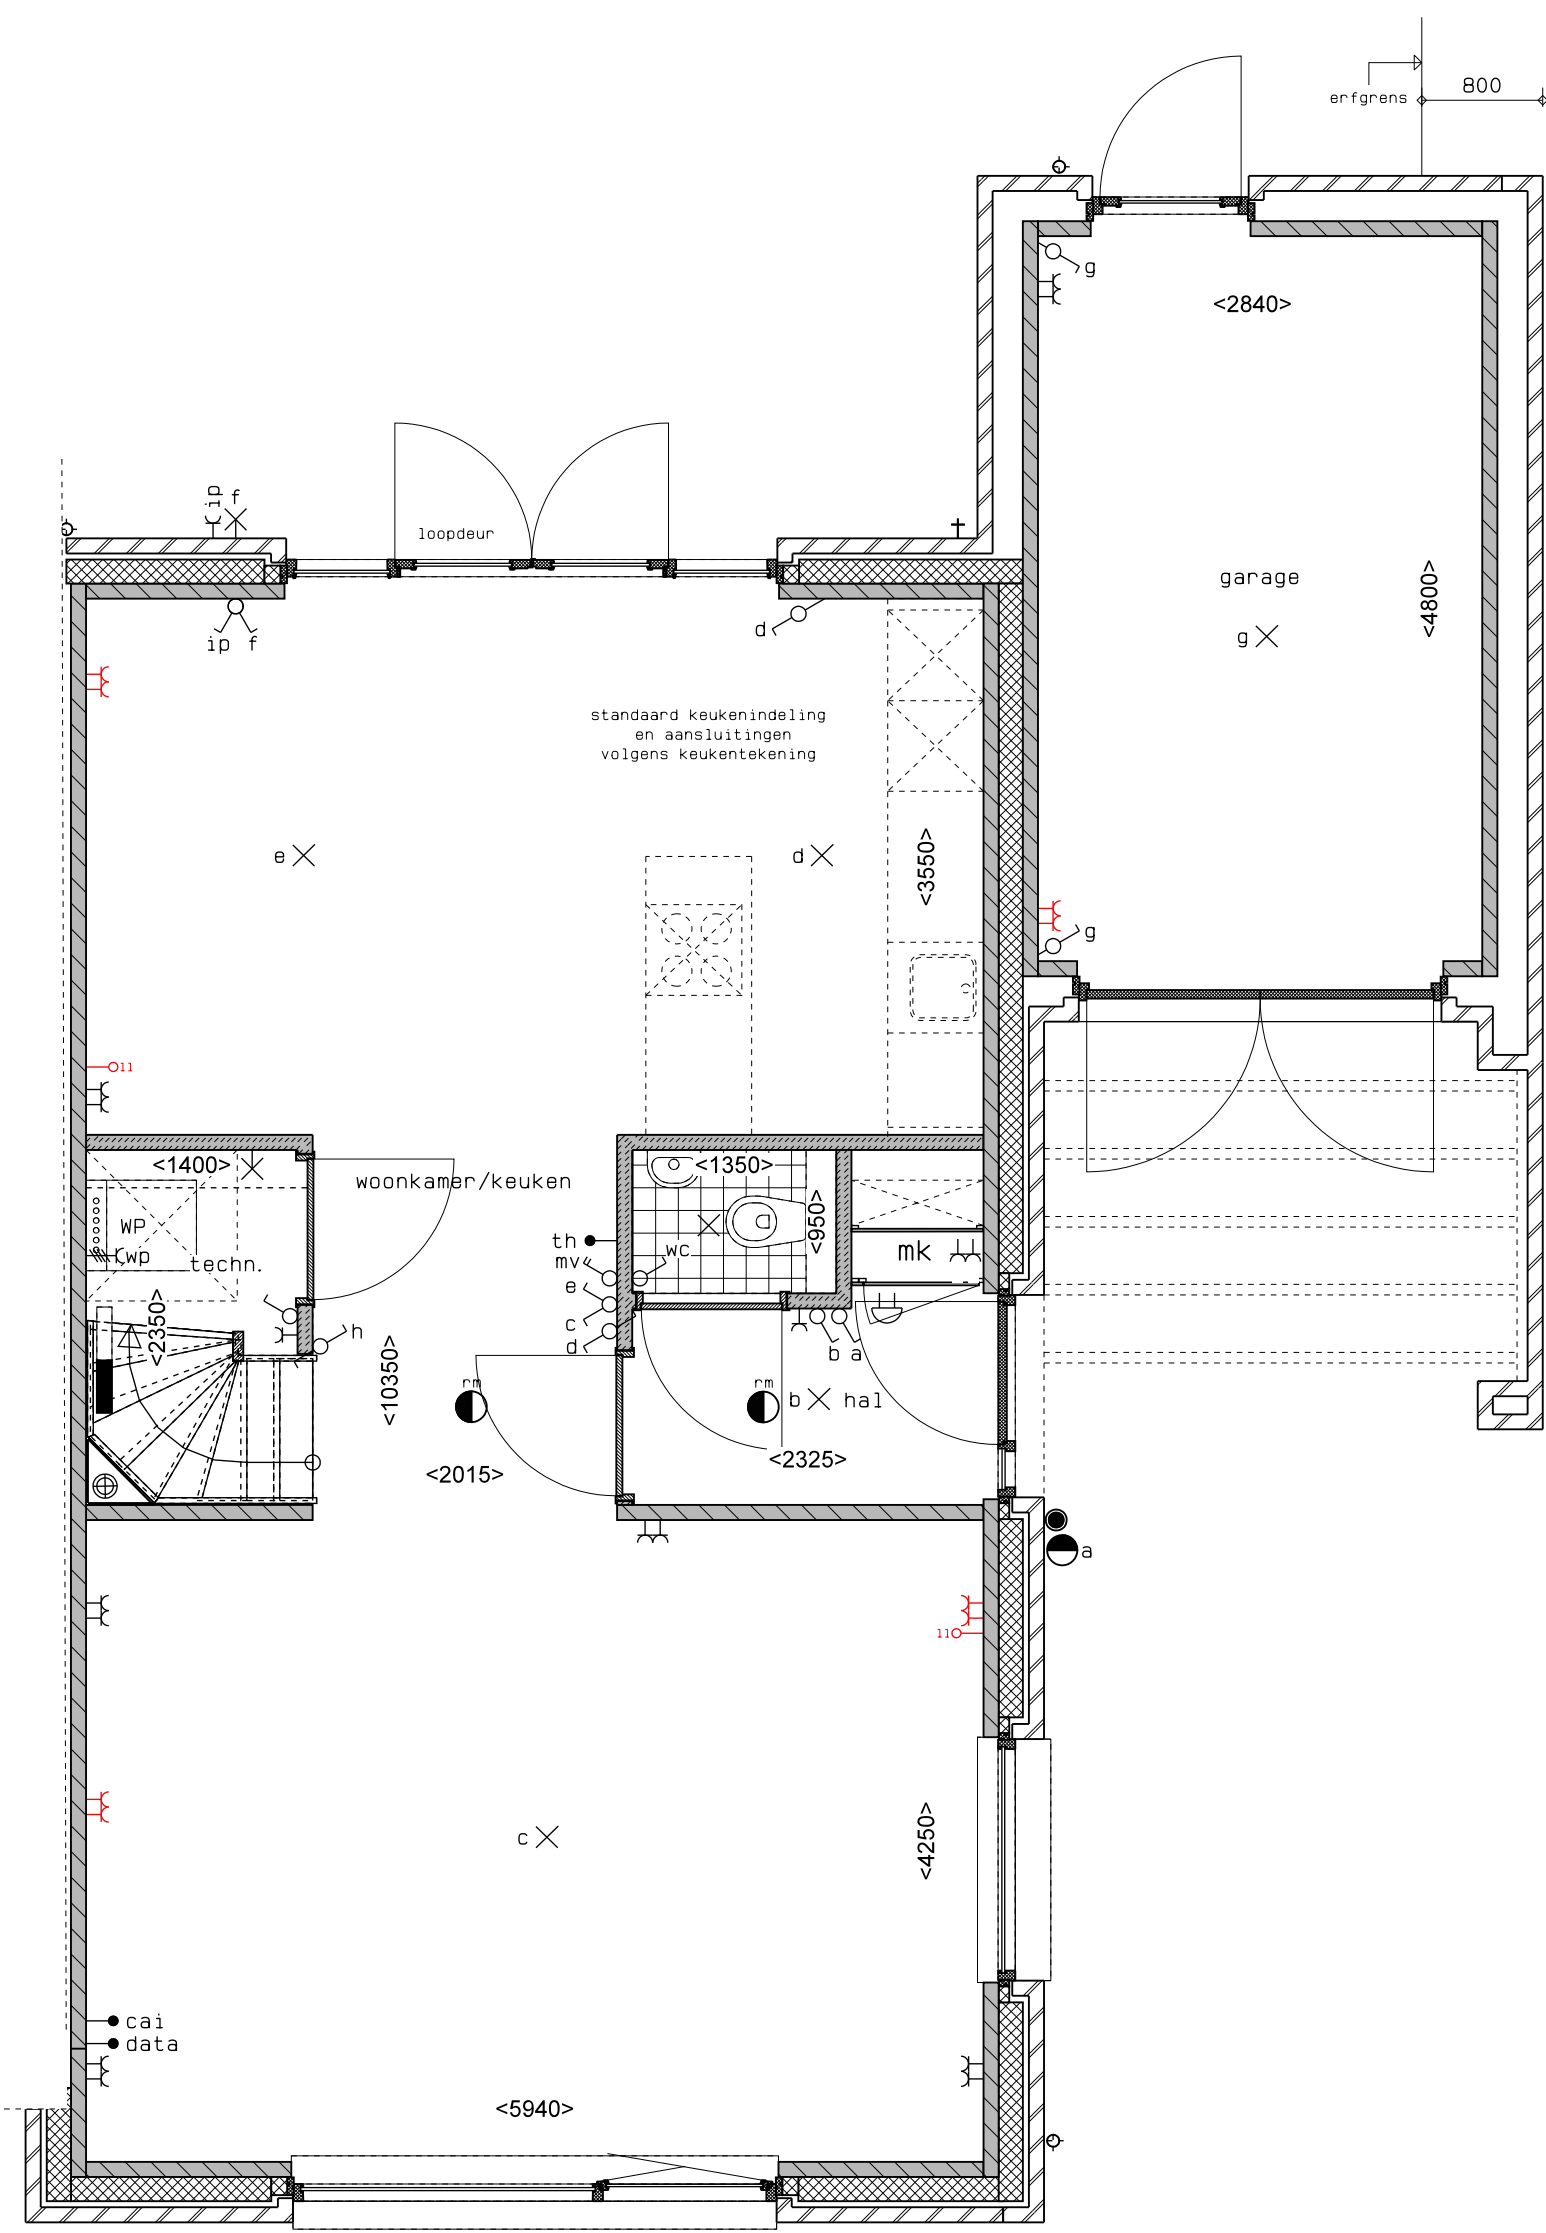 800
erfgrens
g
<2840>
ip
f
loopdeur
garage
<4800>
g
ip f
d
standaard keukenindeling
en aansluitingen
volgens keukentekening
e
d
<3550>
g
11
<1400>
woonkamer/keuken
<1350>
<950>
WP
wp
techn.
th
mv
wc
mk
e
c
d
<2350>
h
b a
<10350>
rm
rm
b
hal
<2015>
<2325>
a
11
c
<4250>
cai
data
<5940>